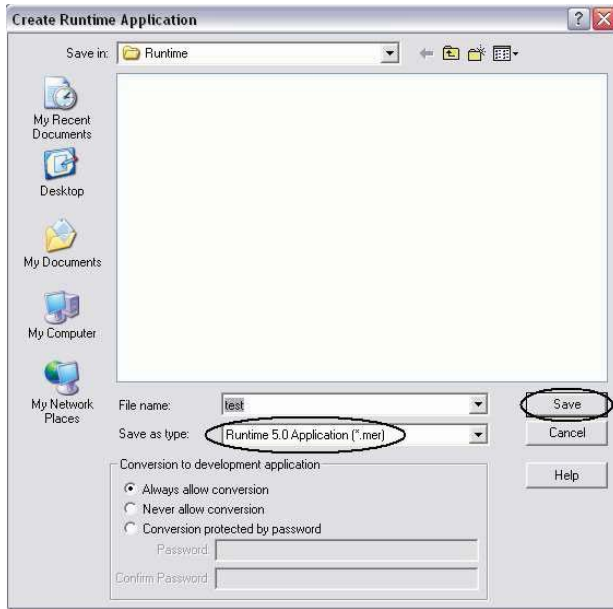 Create Runtime Application
Save in:
Runtime
My Recent
Documents
Desktop
My Documents
My Computer
My Network
Places
File name:
test
Save
Save as type:
Runtime 5.0 Application (*.mer)
Cancel
Conversion to development application
Help
Always allow conversion
Never allow conversion
Conversion protected by password
Password:
Confirm Password: